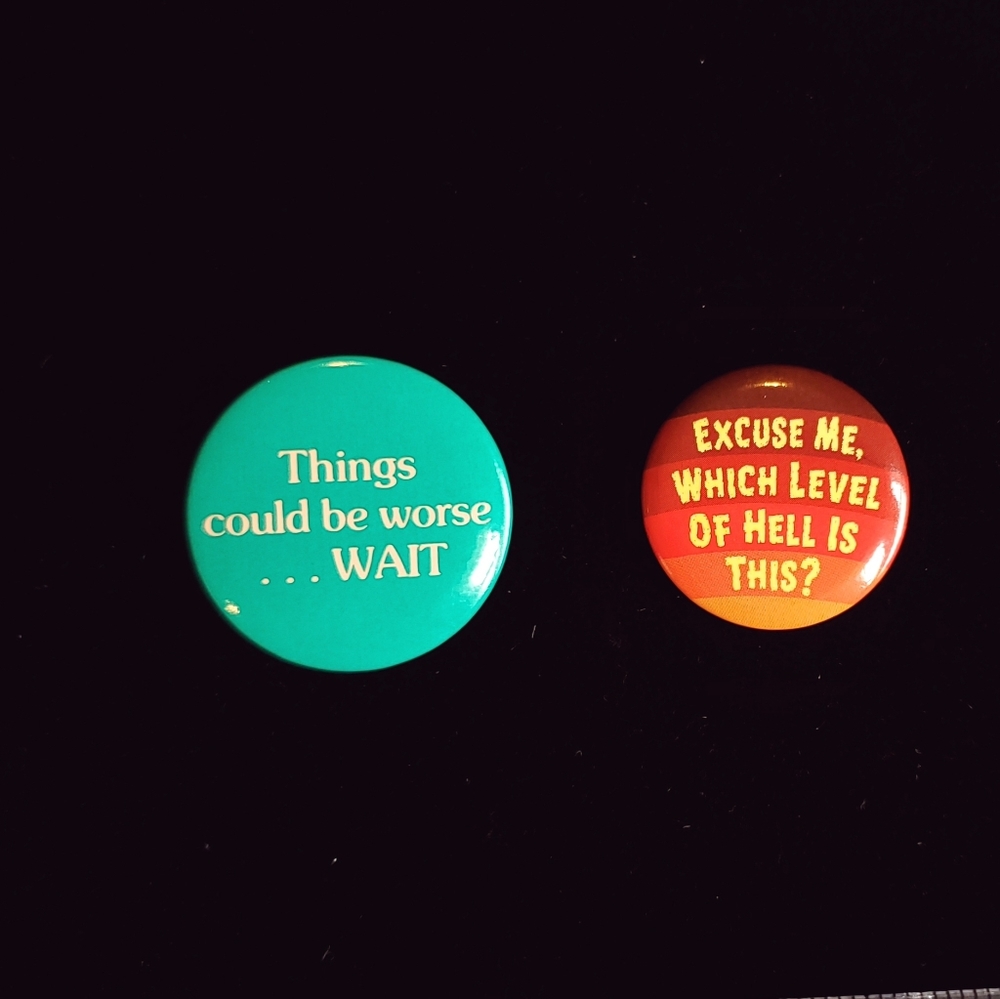 Things
could be worse
. . . WAIT
EXCUSE ME,
WHICH LEVEL
OF HELL IS
THIS?